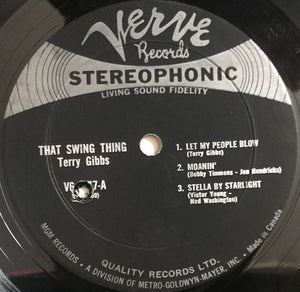 Verve
Records
STEREOPHONIC
LIVING SOUND FIDELITY
THAT SWING THING
Terry Gibbs
1. LET MY PEOPLE BLOW
(Terry Gibbs)
2. MOANIN'
(Bobby Timmons - Jon Hendricks)
3. STELLA BY STARLIGHT
(Victor Young -
Ned Washington)
MGM RECORDS - A DIVISION OF METRO-GOLDWYN-MAYER, INC. • Made in Canada
QUALITY RECORDS LTD.